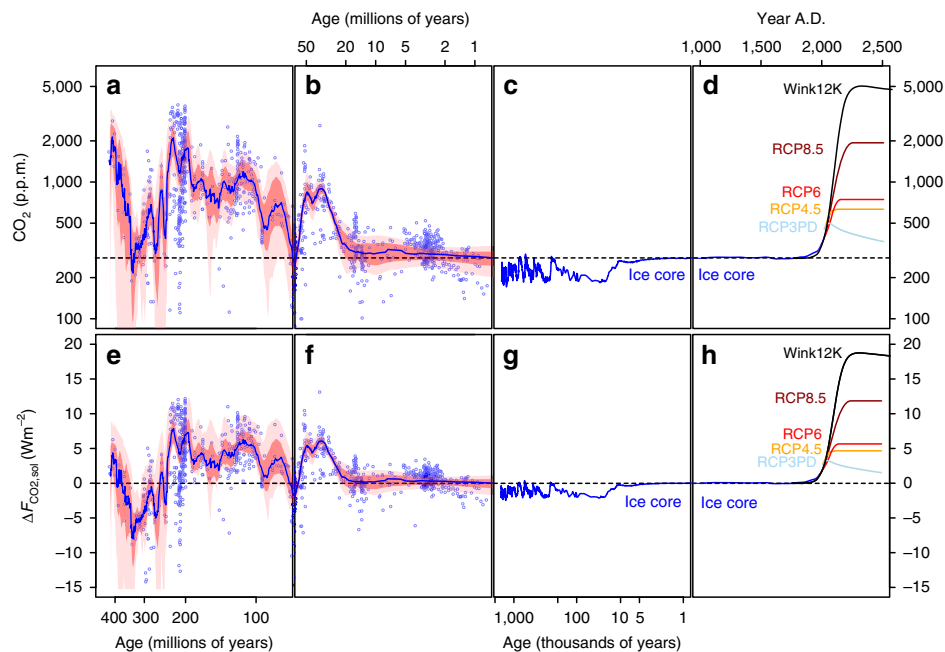 Age (millions of years)
50 20 10 5 2 1
Year A.D.
1,000 1,500 2,000 2,500
a b c d
CO2 (p.p.m.)
5,000
2,000
1,000
500
200
100
Wink12K
RCP8.5
RCP6
RCP4.5
RCP3PD
Ice core
Ice core
5,000
2,000
1,000
500
200
100
e f g h
ΔFCO2,sol (Wm−2)
20
15
10
5
0
−5
−10
−15
Wink12K
RCP8.5
RCP6
RCP4.5
RCP3PD
Ice core
Ice core
20
15
10
5
0
−5
−10
−15
400 300 200 100
Age (millions of years)
1,000 100 10 5 1
Age (thousands of years)